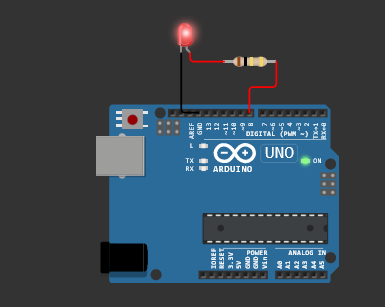 AREF
GND
13
12
~11
~10
~9
8
7
~6
~5
4
~3
2
TX→1
RX←0
DIGITAL (PWM ~)
L
TX
RX
UNO
ON
ARDUINO
IOREF
RESET
3.3V
5V
GND
GND
Vin
POWER
ANALOG IN
A0
A1
A2
A3
A4
A5